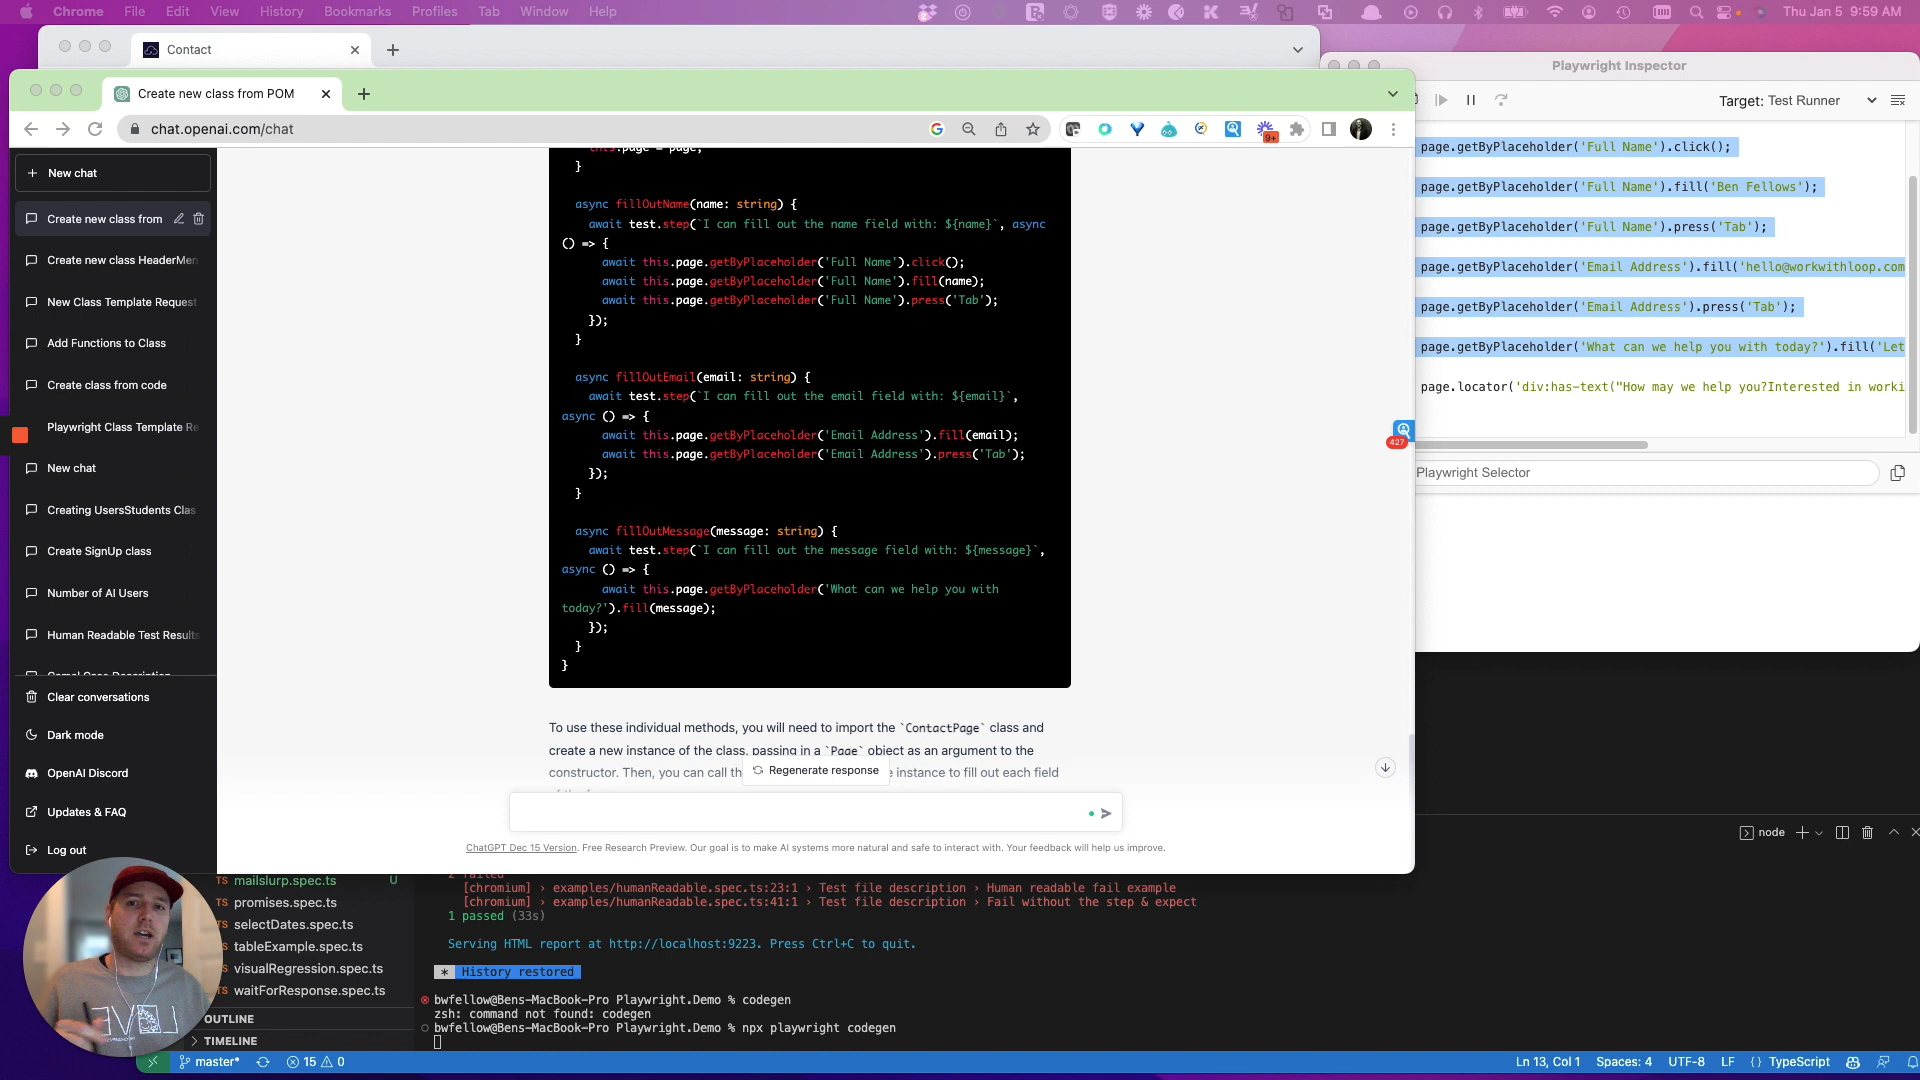 Chrome File Edit View History Bookmarks Profiles Tab Window Help
Thu Jan 5 9:59 AM
Contact
Playwright Inspector
Create new class from POM
Target: Test Runner
chat.openai.com/chat
9+
New chat
Create new class from
Create new class HeaderMen
New Class Template Request
Add Functions to Class
Create class from code
Playwright Class Template Re
New chat
Creating UsersStudents Clas
Create SignUp class
Number of AI Users
Human Readable Test Results
Camel Case Description
Clear conversations
Dark mode
OpenAI Discord
Updates & FAQ
Log out
this.page = page;
}
async fillOutName(name: string) {
await test.step(`I can fill out the name field with: ${name}`, async
() => {
await this.page.getByPlaceholder('Full Name').click();
await this.page.getByPlaceholder('Full Name').fill(name);
await this.page.getByPlaceholder('Full Name').press('Tab');
});
}
async fillOutEmail(email: string) {
await test.step(`I can fill out the email field with: ${email}`,
async () => {
await this.page.getByPlaceholder('Email Address').fill(email);
await this.page.getByPlaceholder('Email Address').press('Tab');
});
}
async fillOutMessage(message: string) {
await test.step(`I can fill out the message field with: ${message}`,
async () => {
await this.page.getByPlaceholder('What can we help you with
today?').fill(message);
});
}
}
To use these individual methods, you will need to import the `ContactPage` class and
create a new instance of the class, passing in a `Page` object as an argument to the
constructor. Then, you can call th
e instance to fill out each field
Regenerate response
ChatGPT Dec 15 Version. Free Research Preview. Our goal is to make AI systems more natural and safe to interact with. Your feedback will help us improve.
page.getByPlaceholder('Full Name').click();
page.getByPlaceholder('Full Name').fill('Ben Fellows');
page.getByPlaceholder('Full Name').press('Tab');
page.getByPlaceholder('Email Address').fill('hello@workwithloop.com
page.getByPlaceholder('Email Address').press('Tab');
page.getByPlaceholder('What can we help you with today?').fill('Let
page.locator('div:has-text("How may we help you?Interested in worki
427
Playwright Selector
node
mailslurp.spec.ts U
TS promises.spec.ts
selectDates.spec.ts
tableExample.spec.ts
visualRegression.spec.ts
waitForResponse.spec.ts
OUTLINE
TIMELINE
2 failed
[chromium] › examples/humanReadable.spec.ts:23:1 › Test file description › Human readable fail example
[chromium] › examples/humanReadable.spec.ts:41:1 › Test file description › Fail without the step & expect
1 passed (33s)
Serving HTML report at http://localhost:9223. Press Ctrl+C to quit.
* History restored
bwfellow@Bens-MacBook-Pro Playwright.Demo % codegen
zsh: command not found: codegen
bwfellow@Bens-MacBook-Pro Playwright.Demo % npx playwright codegen
master* 15 0
Ln 13, Col 1 Spaces: 4 UTF-8 LF {} TypeScript